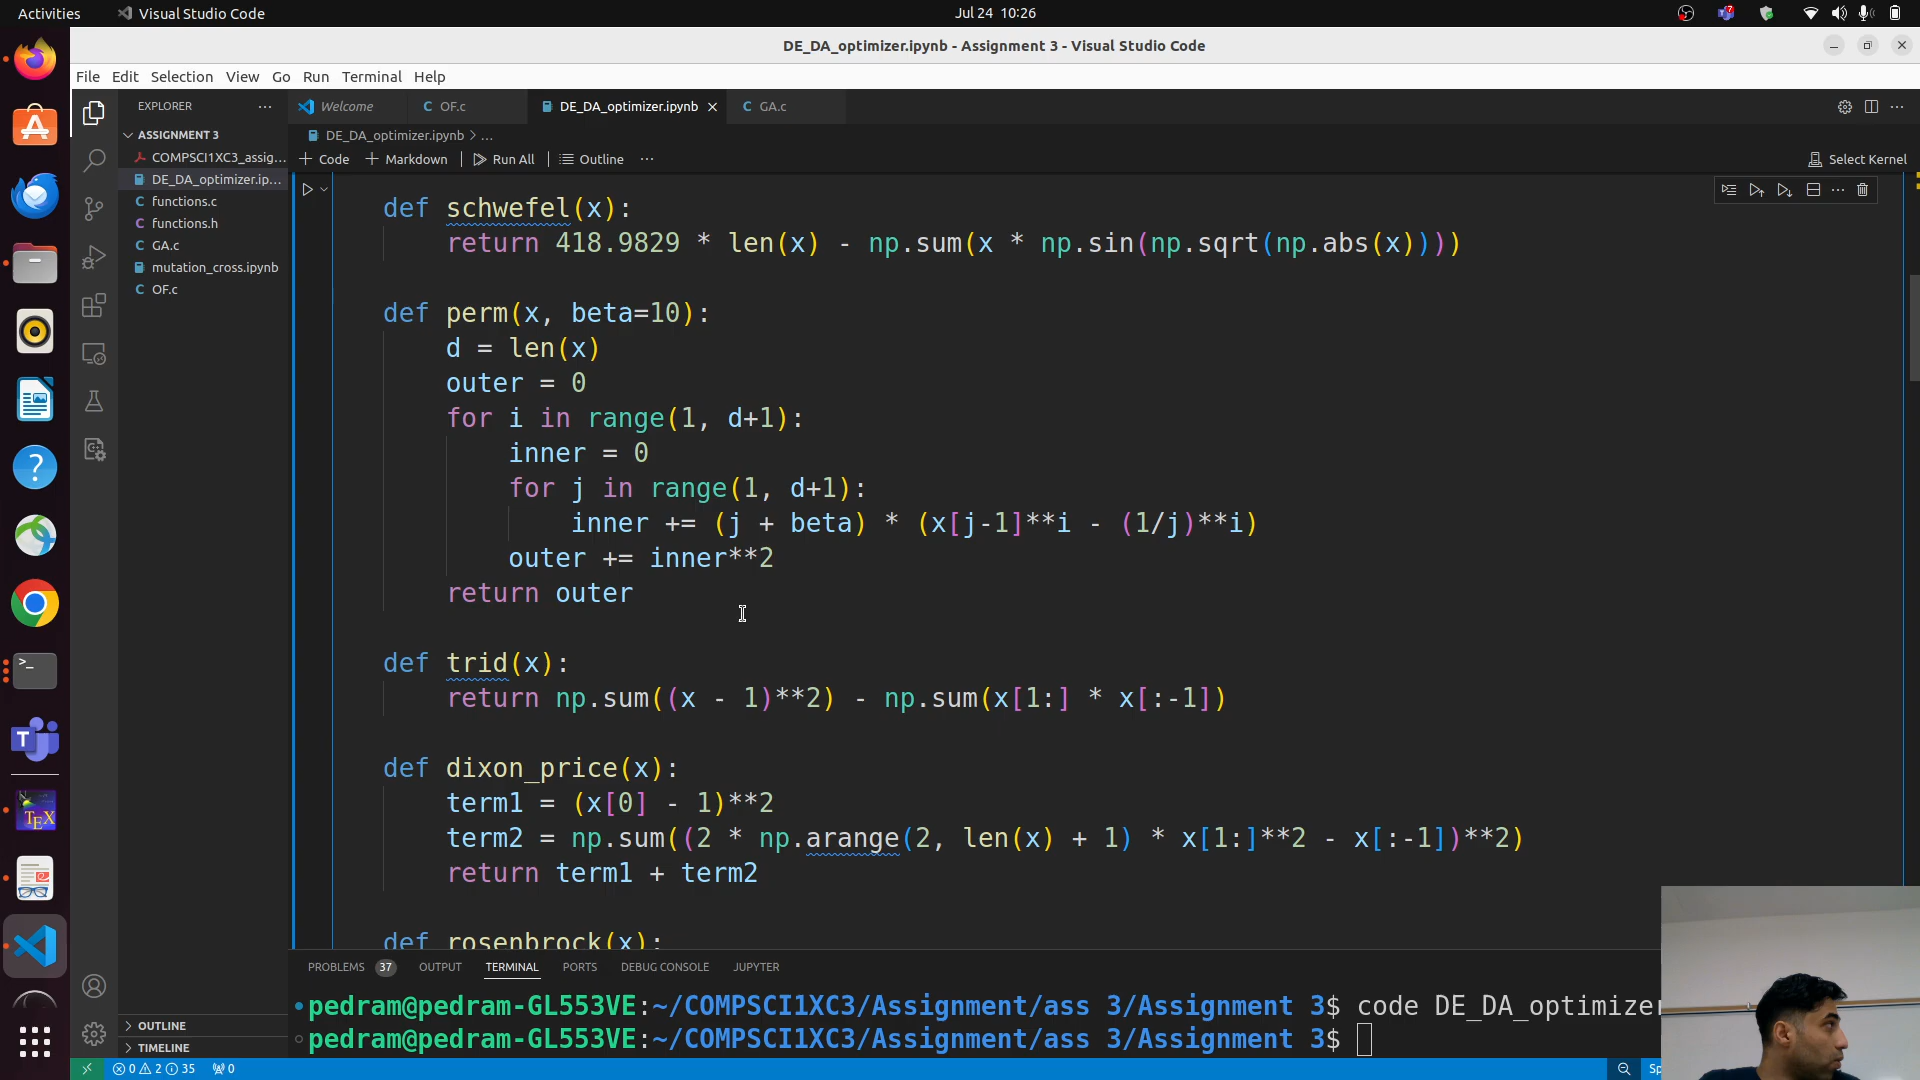 Activities
Visual Studio Code
Jul 24 10:26
DE_DA_optimizer.ipynb - Assignment 3 - Visual Studio Code
File Edit Selection View Go Run Terminal Help
EXPLORER
Welcome
OF.c
DE_DA_optimizer.ipynb
GA.c
ASSIGNMENT 3
COMPSCI1XC3_assig...
DE_DA_optimizer.ip...
functions.c
functions.h
GA.c
mutation_cross.ipynb
OF.c
DE_DA_optimizer.ipynb > ...
+ Code + Markdown Run All Outline ...
Select Kernel
def schwefel(x):
    return 418.9829 * len(x) - np.sum(x * np.sin(np.sqrt(np.abs(x))))
def perm(x, beta=10):
    d = len(x)
    outer = 0
    for i in range(1, d+1):
        inner = 0
        for j in range(1, d+1):
            inner += (j + beta) * (x[j-1]**i - (1/j)**i)
        outer += inner**2
    return outer
def trid(x):
    return np.sum((x - 1)**2) - np.sum(x[1:] * x[:-1])
def dixon_price(x):
    term1 = (x[0] - 1)**2
    term2 = np.sum((2 * np.arange(2, len(x) + 1) * x[1:]**2 - x[:-1])**2)
    return term1 + term2
def rosenbrock(x):
PROBLEMS 37 OUTPUT TERMINAL PORTS DEBUG CONSOLE JUPYTER
pedram@pedram-GL553VE:~/COMPSCI1XC3/Assignment/ass 3/Assignment 3$ code DE_DA_optimizer
pedram@pedram-GL553VE:~/COMPSCI1XC3/Assignment/ass 3/Assignment 3$
OUTLINE
TIMELINE
0 2 35 0
Sp